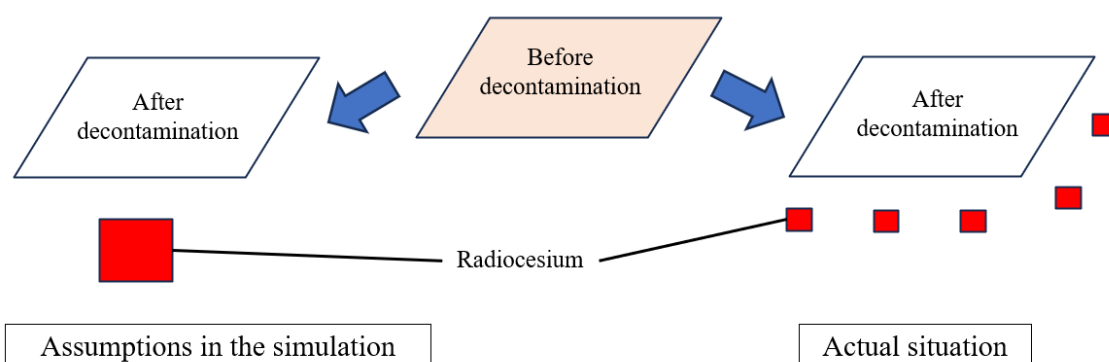 Before
decontamination
After
decontamination
After
decontamination
Radiocesium
Assumptions in the simulation
Actual situation